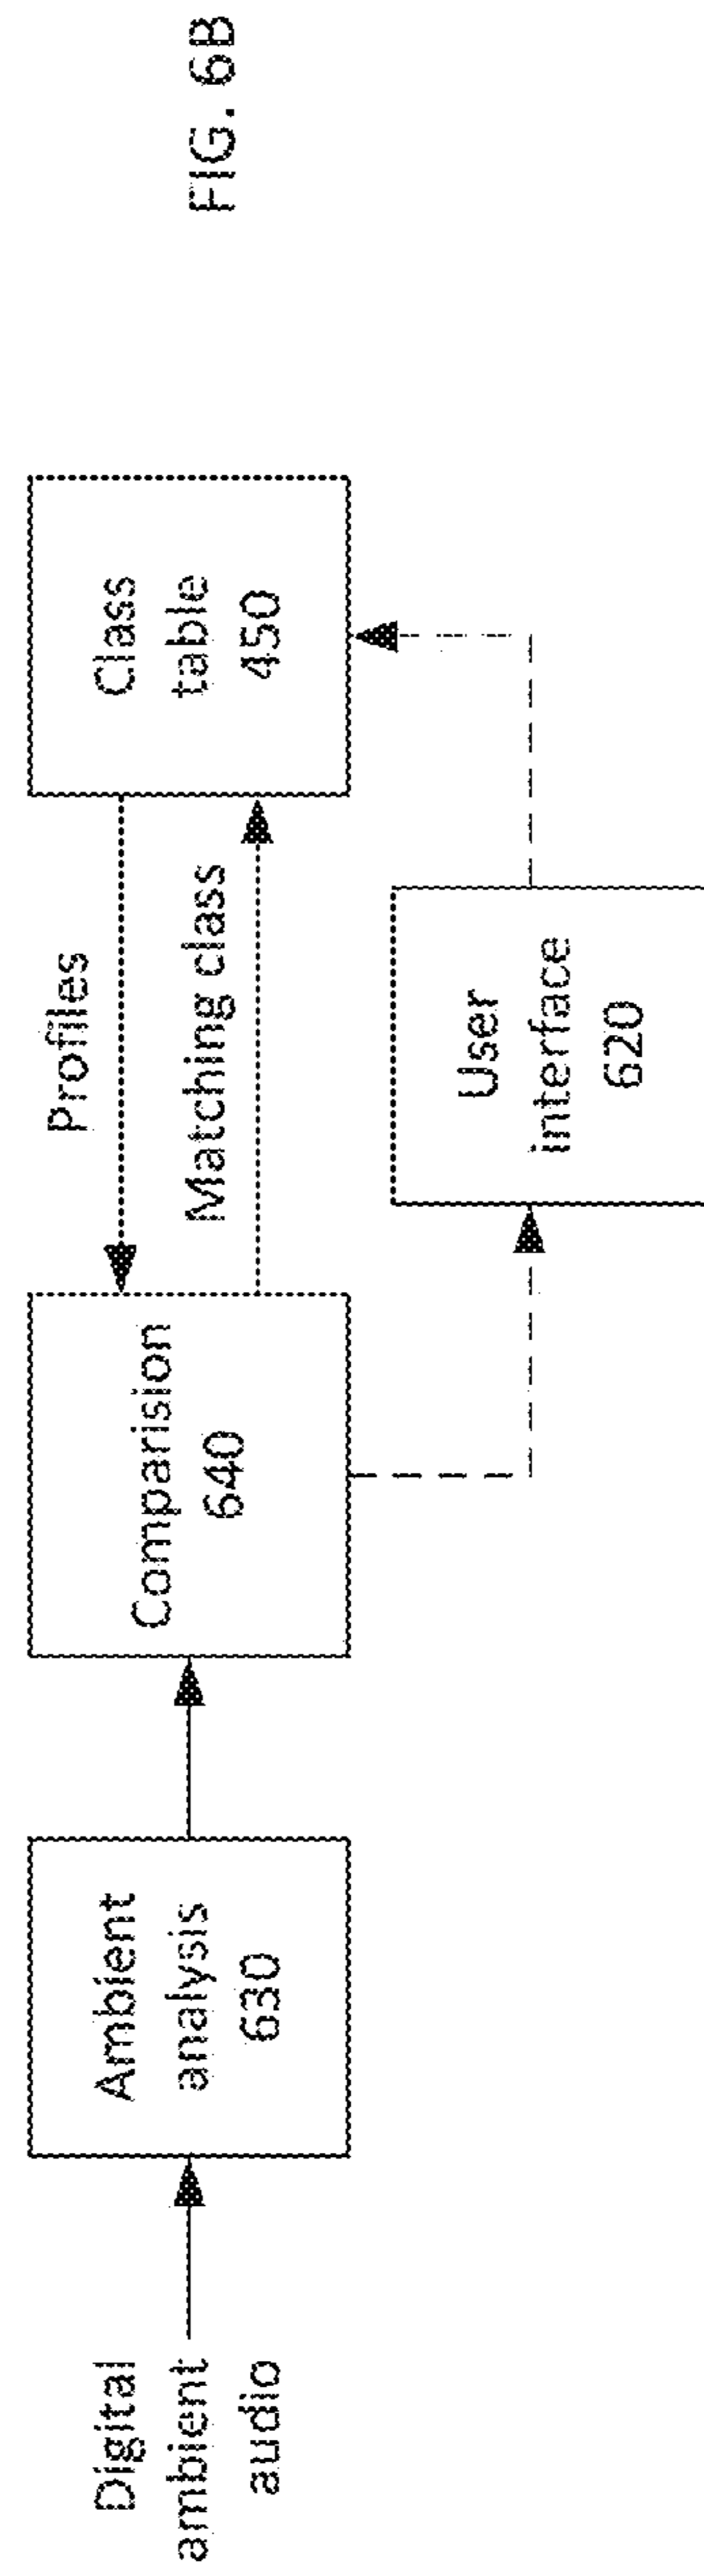 Digital
ambient
audio
Ambient
analysis
630
Comparision
640
Profiles
Matching class
Class
table
450
User
interface
620
FIG. 6B